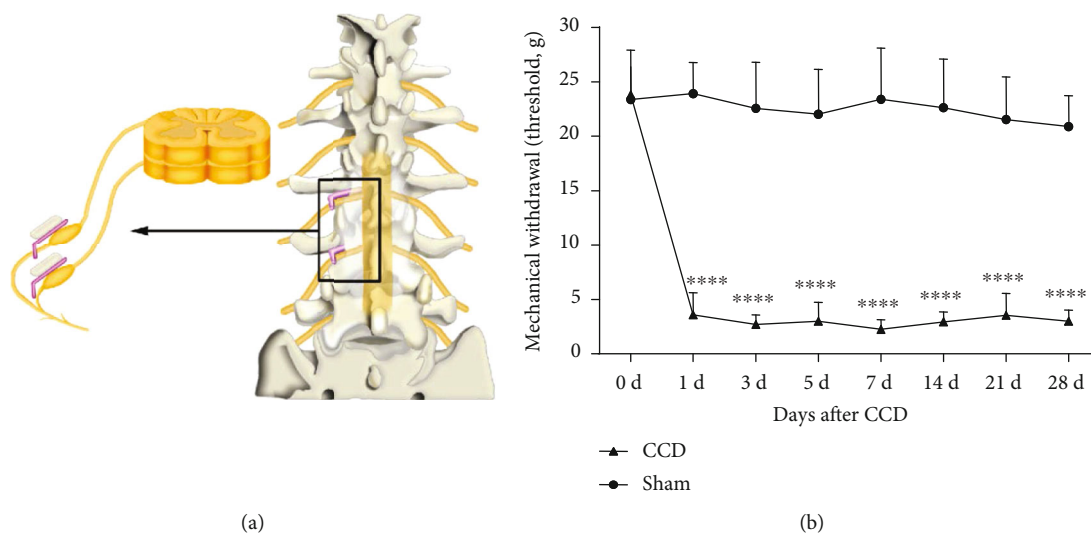 Mechanical withdrawal (threshold, g)
30
25
20
15
10
5
0
****
****
****
****
****
****
****
0 d
1 d
3 d
5 d
7 d
14 d
21 d
28 d
Days after CCD
CCD
Sham
(a)
(b)